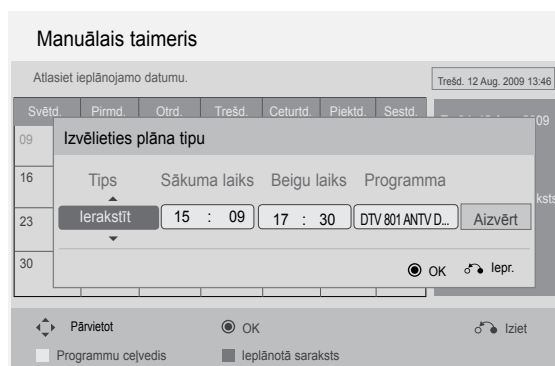 Manuālais taimeris
Atlasiet ieplānojamo datumu.
Trešd. 12 Aug. 2009 13:46
Svētd. Pirmd. Otrd. Trešd. Ceturtd. Piektd. Sestd.
09
09
Izvēlieties plāna tipu
16
Tips Sākuma laiks Beigu laiks Programma
23
Ierakstīt 15 : 09 17 : 30 DTV 801 ANTV D... Aizvērt
30
OK Iepr.
Pārvietot OK Iziet
Programmu ceļvedis Ieplānotā saraksts